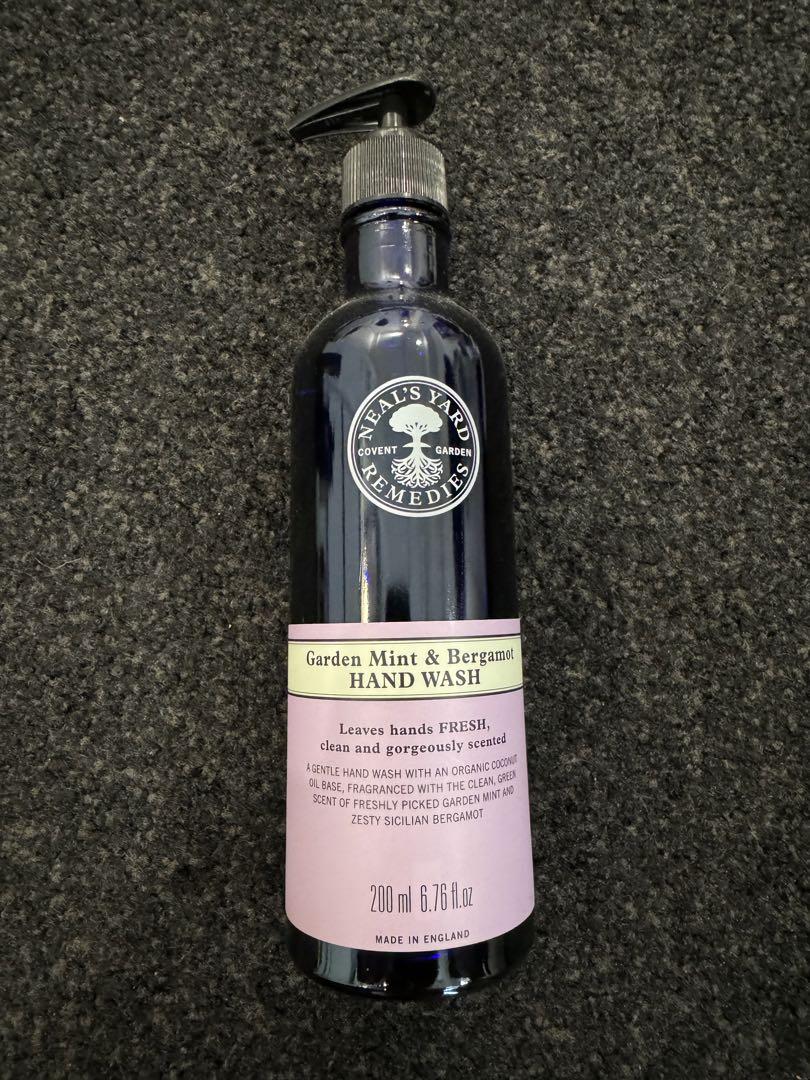 NEAL'S YARD
COVENT GARDEN
REMEDIES
Garden Mint & Bergamot
HAND WASH
Leaves hands FRESH,
clean and gorgeously scented
A GENTLE HAND WASH WITH AN ORGANIC COCONUT
OIL BASE, FRAGRANCED WITH THE CLEAN, GREEN
SCENT OF FRESHLY PICKED GARDEN MINT AND
ZESTY SICILIAN BERGAMOT
200 ml 6.76 fl.oz
MADE IN ENGLAND